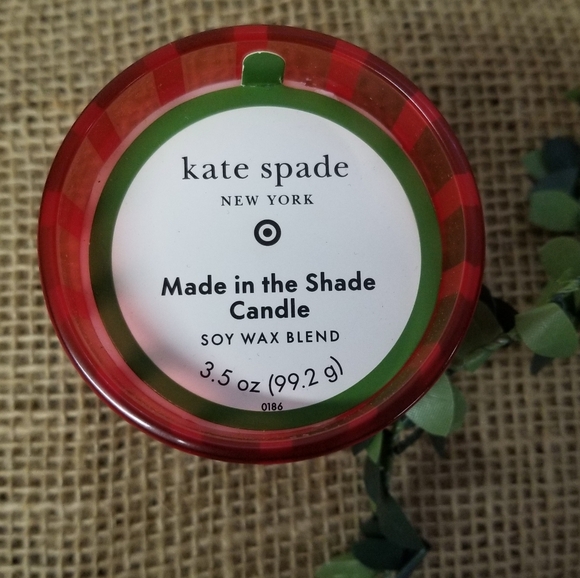 kate spade
NEW YORK
Made in the Shade
Candle
SOY WAX BLEND
3.5 oz (99.2 g)
0186